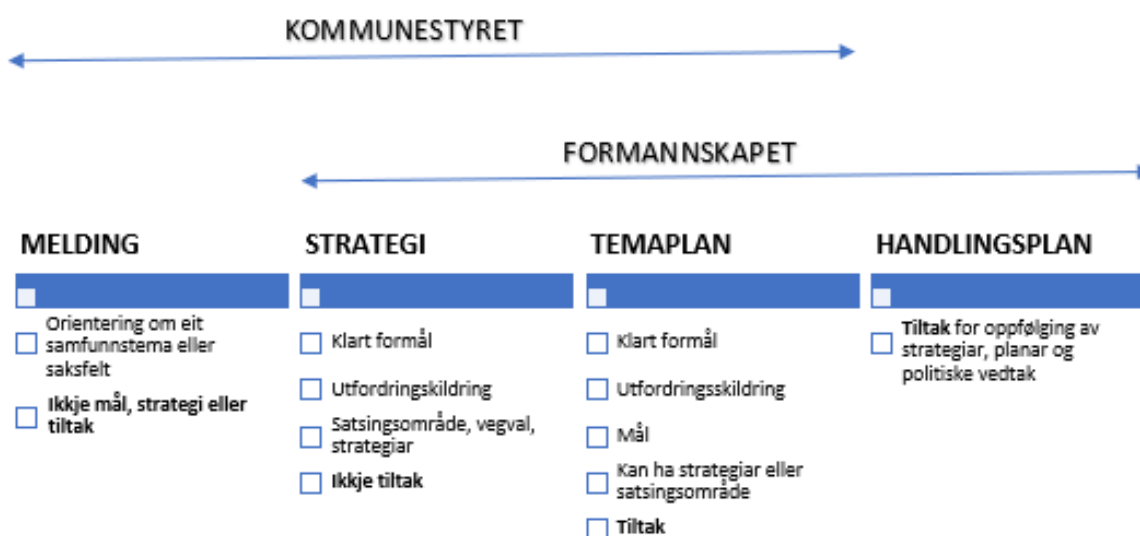 KOMMUNESTYRET
FORMANNSKAPET
MELDING
Orientering om eit
samfunnstema eller
saksfelt
Ikkje mål, strategi eller
tiltak
STRATEGI
Klart formål
Utfordringskildring
Satsingsområde, vegval,
strategiar
Ikkje tiltak
TEMAPLAN
Klart formål
Utfordringsskildring
Mål
Kan ha strategiar eller
satsingsområde
Tiltak
HANDLINGSPLAN
Tiltak for oppfølging av
strategiar, planar og
politiske vedtak